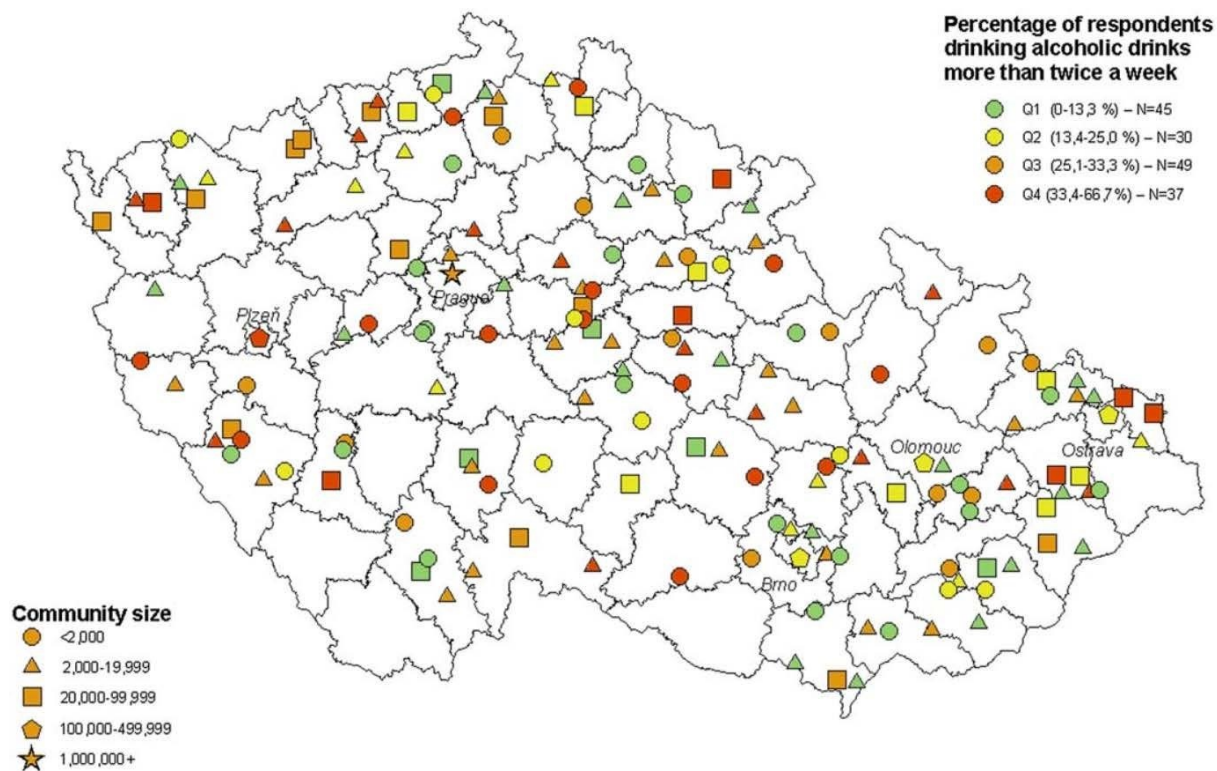 Percentage of respondents
drinking alcoholic drinks
more than twice a week
Q1 (0-13,3 %) – N=45
Q2 (13,4-25,0 %) – N=30
Q3 (25,1-33,3 %) – N=49
Q4 (33,4-66,7 %) – N=37
Prague
Plzeň
Olomouc
Ostrava
Brno
Community size
<2,000
2,000-19,999
20,000-99,999
100,000-499,999
1,000,000+